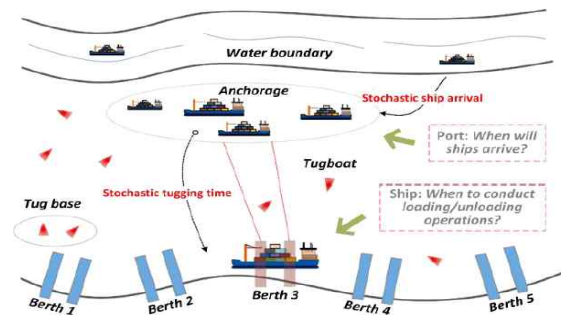 Water boundary
Anchorage
Stochastic ship arrival
Port: When will
ships arrive?
Tugboat
Stochastic tugging time
Ship: When to conduct
loading/unloading
operations?
Tug base
Berth 1
Berth 2
Berth 3
Berth 4
Berth 5